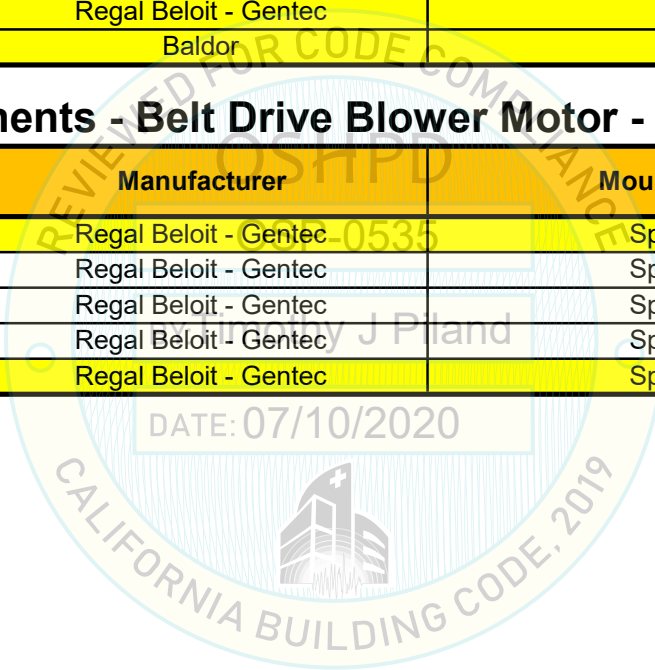 Regal Beloit - Gentec
Baldor
REVIEWED FOR CODE COMPLIANCE
nents - Belt Drive Blower Motor -
OSHPD
Manufacturer Mou
Regal Beloit - Gentec Sp
OSP-0535
Regal Beloit - Gentec Sp
Regal Beloit - Gentec Sp
BY:Timothy J Piland
Regal Beloit - Gentec Sp
Regal Beloit - Gentec Sp
DATE: 07/10/2020
CALIFORNIA BUILDING CODE, 2019